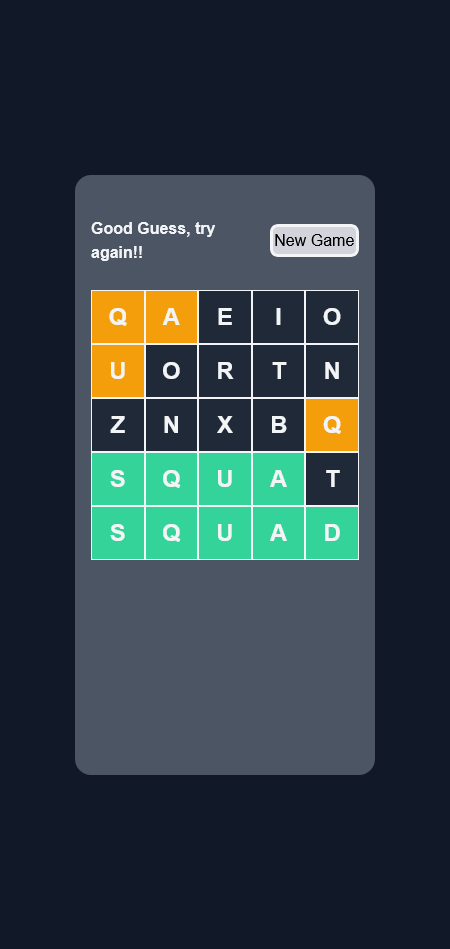 Good Guess, try
again!!
New Game
Q A E I O
U O R T N
Z N X B Q
S Q U A T
S Q U A D